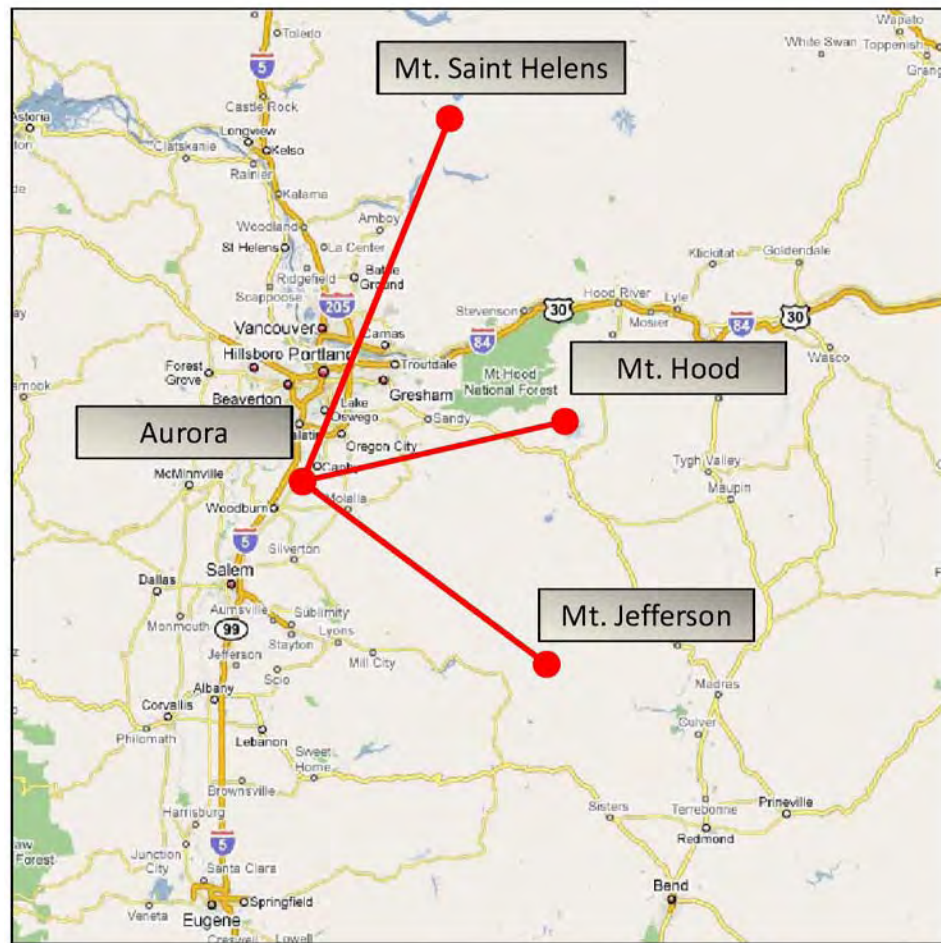 Toledo
Wapato
White Swan
Toppenish
Gran
5
Mt. Saint Helens
Castle Rock
Astoria
Longview
Kelso
Clatskanie
Rainier
Kalama
Amboy
Woodland
St Helens
La Center
Klickitat
Goldendale
Ridgefield
Battle
Ground
Scappoose
205
Stevenson
30
Hood River
Lyle
Mosier
84
30
Vancouver
Camas
84
Wasco
Hillsboro
Portland
Troutdale
Forest
Grove
Mt Hood
National Forest
Mt. Hood
Beaverton
Gresham
Lake
Oswego
Sandy
Aurora
Oregon City
McMinnville
Tygh Valley
Maupin
Woodburn
Molalla
5
Silverton
Salem
Dallas
Aumsville
Sublimity
Mt. Jefferson
Monmouth
99
Stayton
Lyons
Jefferson
Mill City
Scio
Albany
Madras
Corvallis
Philomath
Lebanon
Culver
Sweet
Home
Brownsville
Harrisburg
Sisters
Terrebonne
Prineville
Redmond
5
Forest
Junction
City
Santa Clara
Bend
Springfield
Veneta
Eugene
Creswell
Lowell